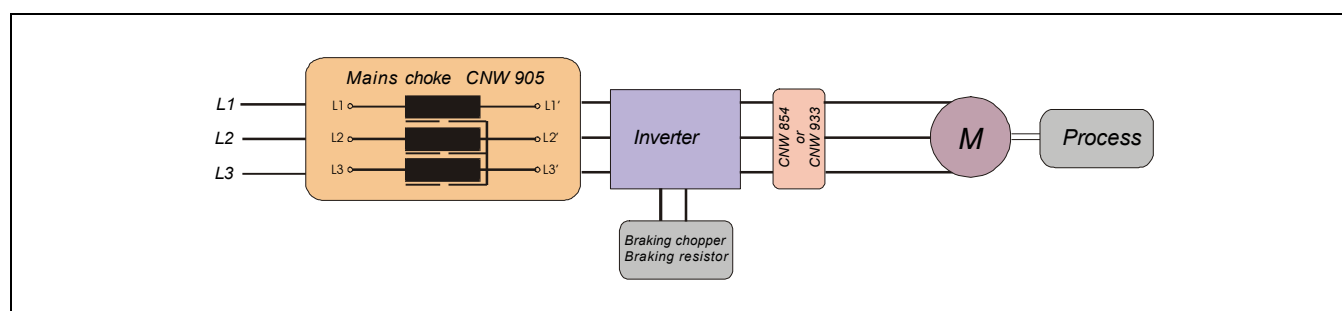 Mains choke CNW 905
L1
L2
L3
L1
L2
L3
L1'
L2'
L3'
Inverter
Braking chopper
Braking resistor
CNW 854
or
CNW 933
M
Process